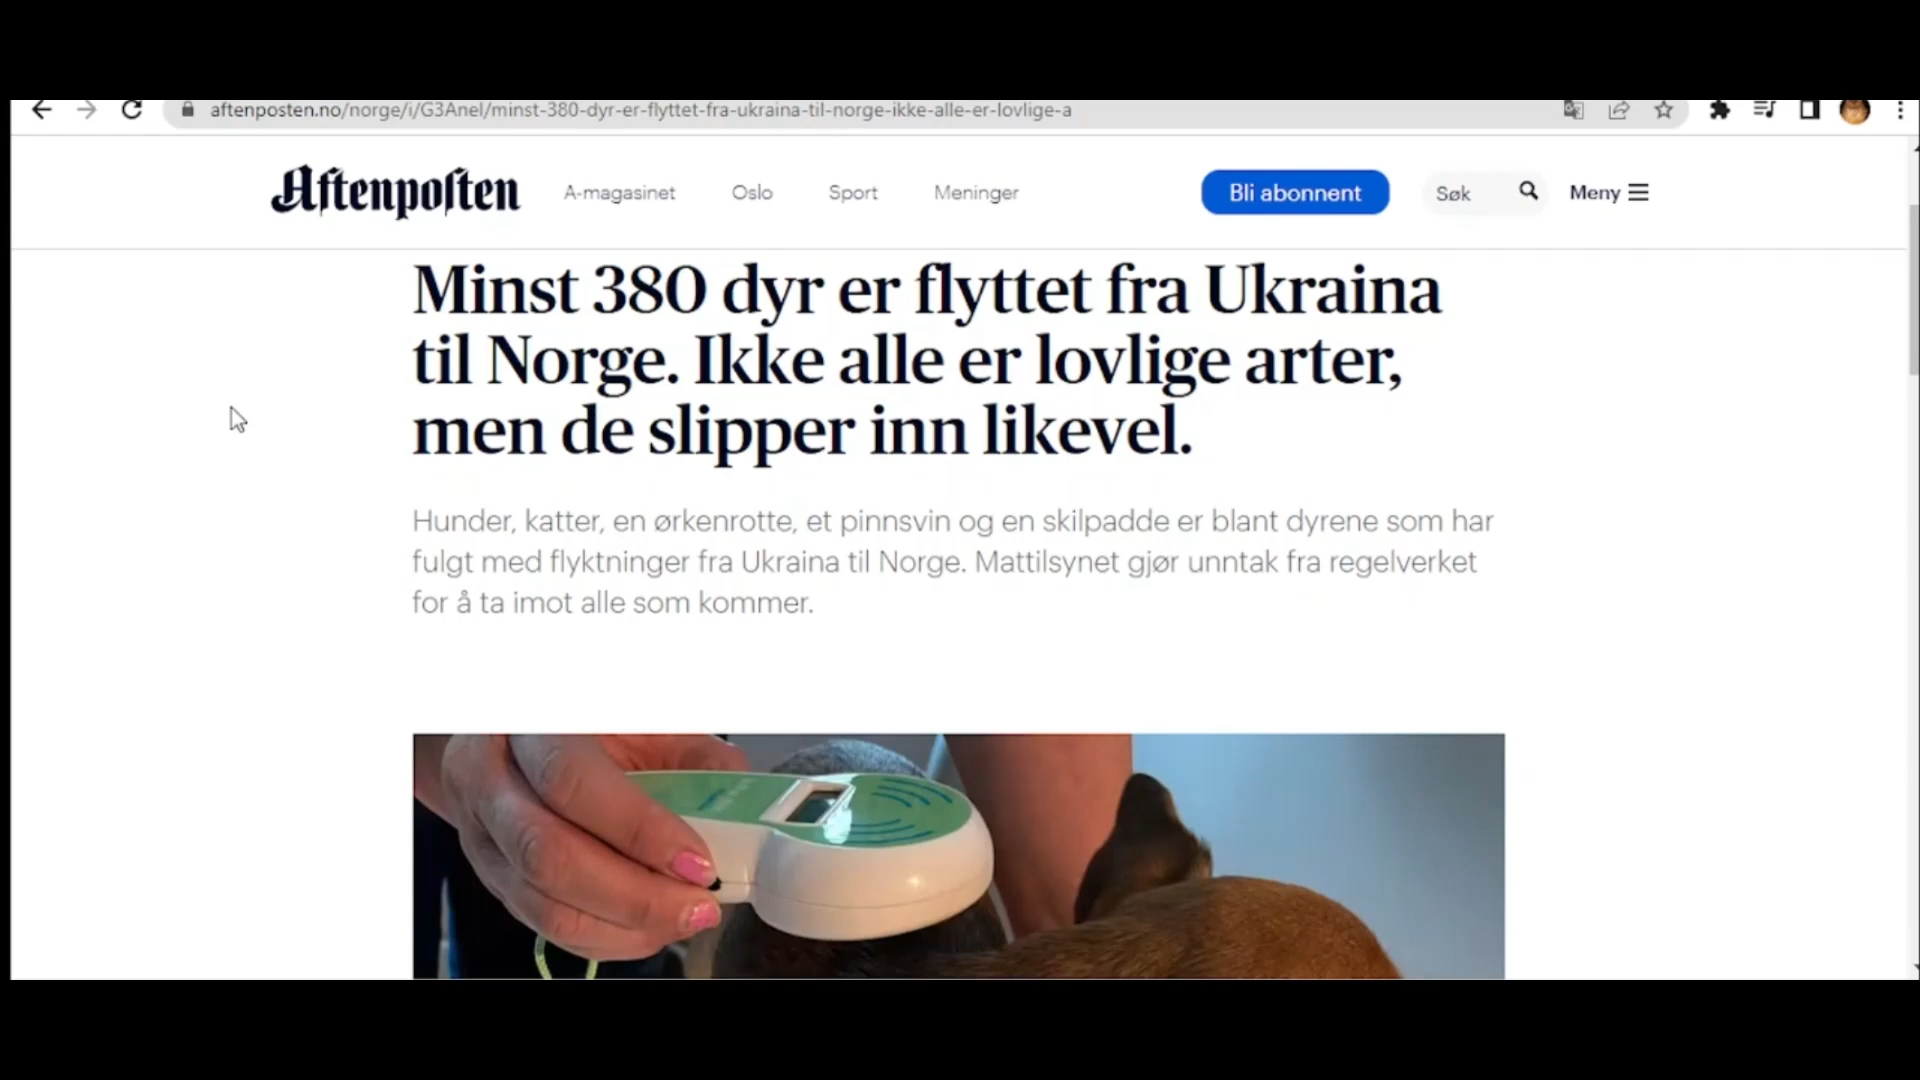 aftenposten.no/norge/i/G3Anel/minst-380-dyr-er-flyttet-fra-ukraina-til-norge-ikke-alle-er-lovlige-a
Aftenposten A-magasinet Oslo Sport Meninger Bli abonnent Søk Meny
Minst 380 dyr er flyttet fra Ukraina
til Norge. Ikke alle er lovlige arter,
men de slipper inn likevel.
Hunder, katter, en ørkenrotte, et pinnsvin og en skilpadde er blant dyrene som har
fulgt med flyktninger fra Ukraina til Norge. Mattilsynet gjør unntak fra regelverket
for å ta imot alle som kommer.